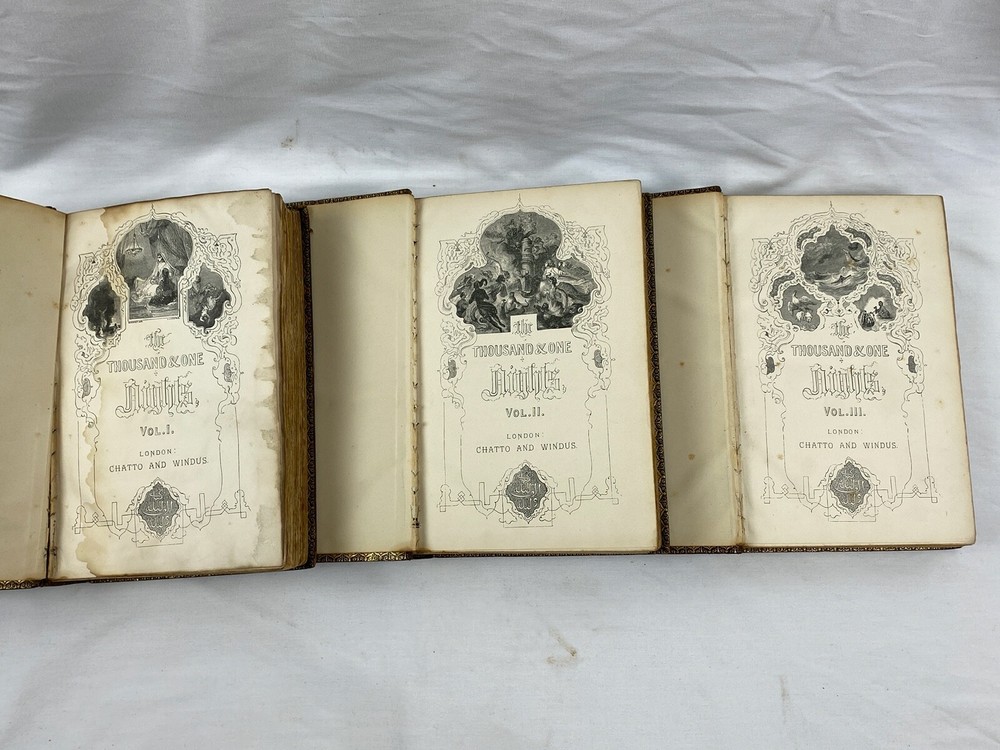 the
THOUSAND & ONE
Nights,
VOL. I.
LONDON:
CHATTO AND WINDUS.
the
THOUSAND & ONE
Nights,
VOL. II.
LONDON:
CHATTO AND WINDUS.
the
THOUSAND & ONE
Nights,
VOL. III.
LONDON:
CHATTO AND WINDUS.